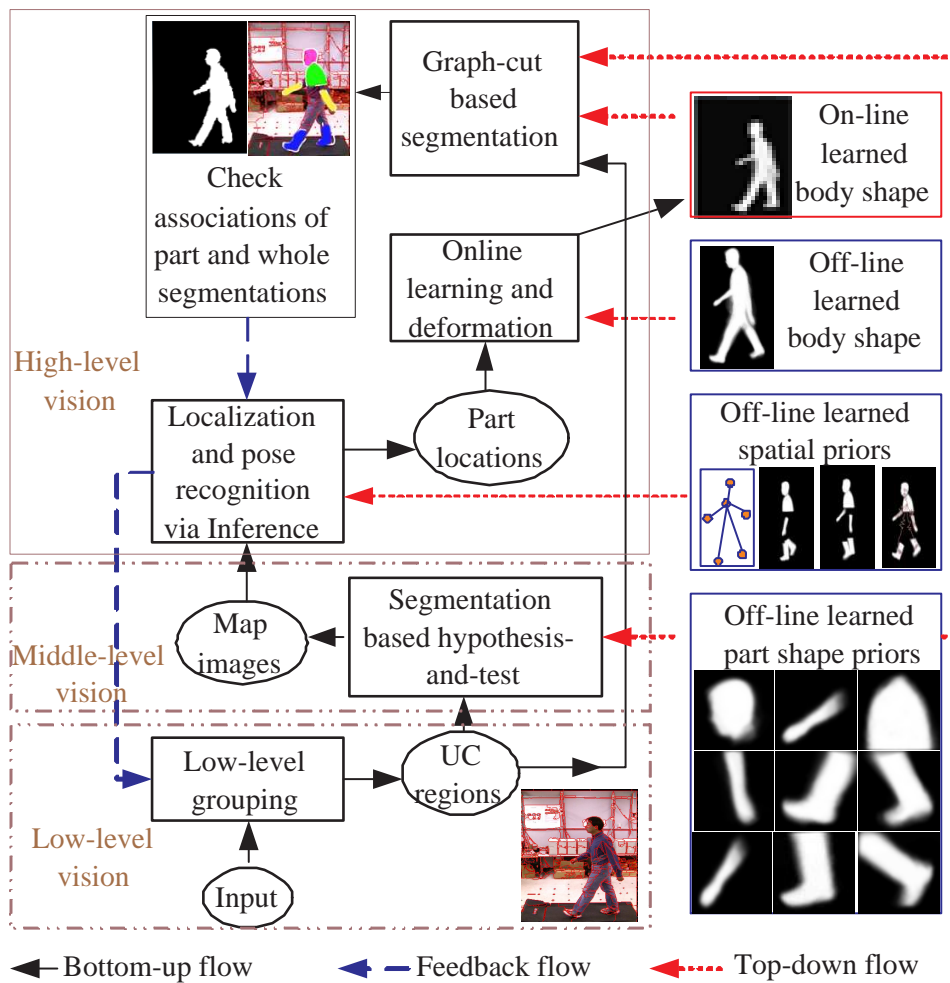 Graph-cut
based
segmentation
Check
associations of
part and whole
segmentations
On-line
learned
body shape
Online
learning and
deformation
Off-line
learned
body shape
High-level
vision
Localization
and pose
recognition
via Inference
Part
locations
Off-line learned
spatial priors
Middle-level
vision
Map
images
Segmentation
based hypothesis-
and-test
Off-line learned
part shape priors
Low-level
grouping
UC
regions
Low-level
vision
Input
Bottom-up flow
Feedback flow
Top-down flow